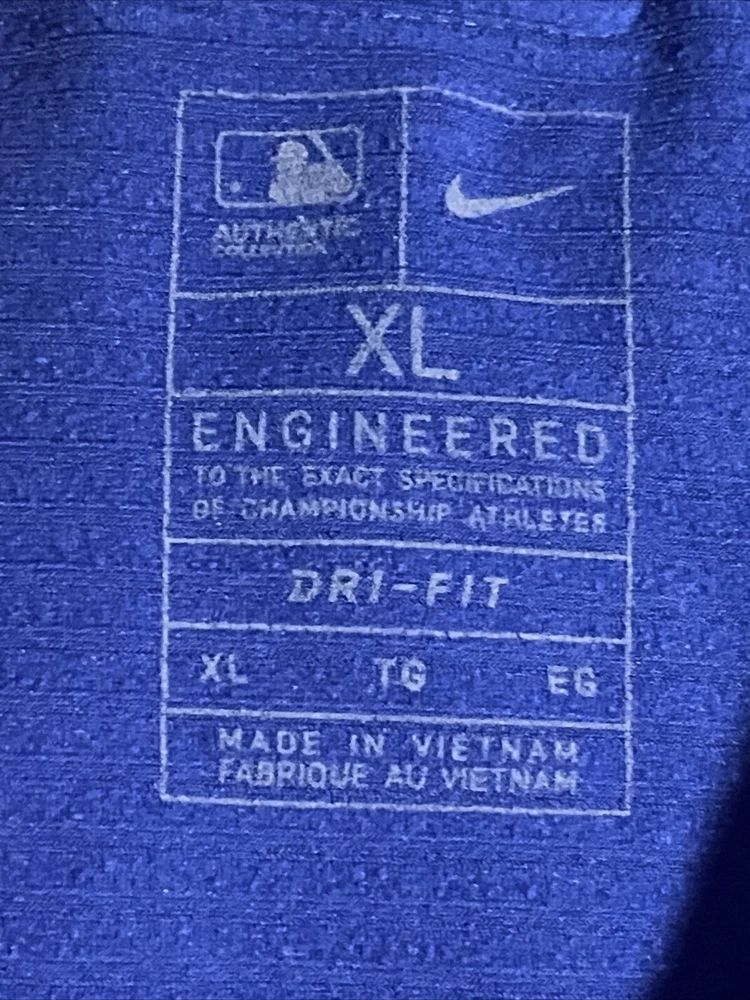 AUTHENTIC
COLLECTION
XL
ENGINEERED
TO THE EXACT SPECIFICATIONS
OF CHAMPIONSHIP ATHLETES
DRI-FIT
XL TG EG
MADE IN VIETNAM
FABRIQUE AU VIETNAM